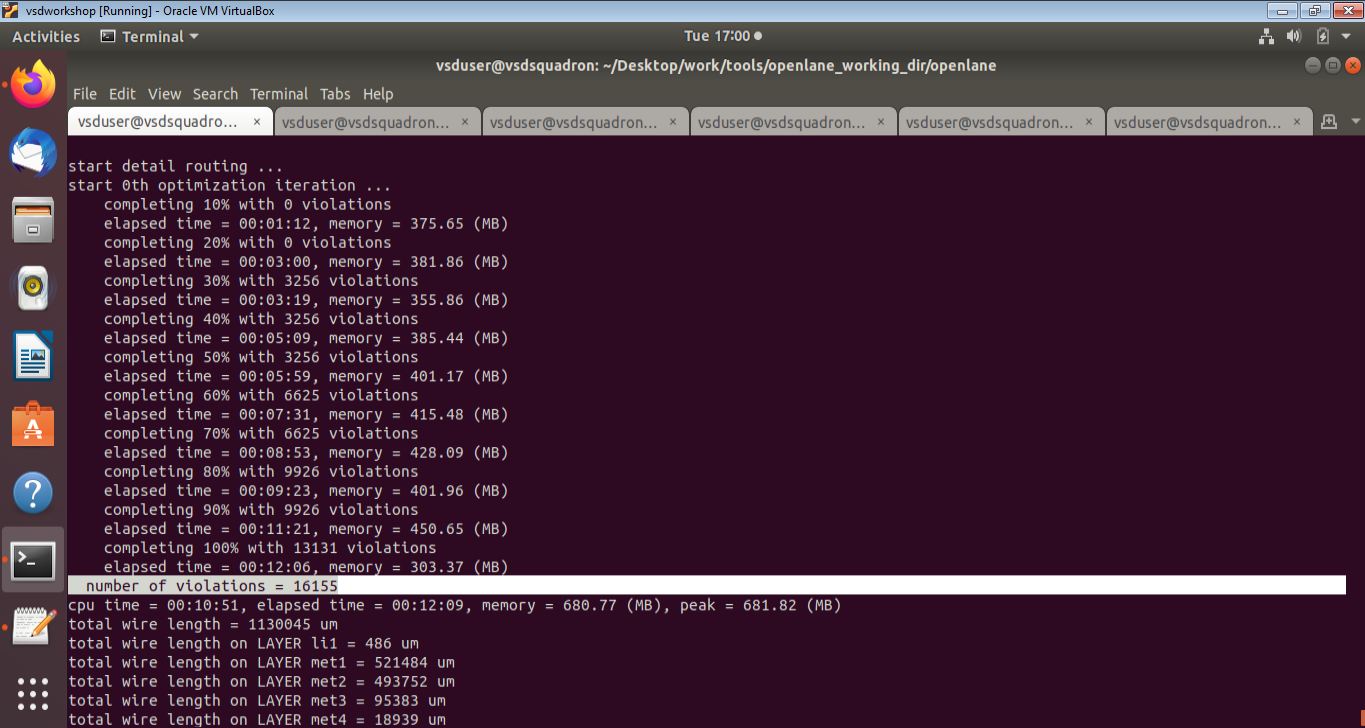 vsdworkshop [Running] - Oracle VM VirtualBox
Activities Terminal Tue 17:00
vsduser@vsdsquadron: ~/Desktop/work/tools/openlane_working_dir/openlane
File Edit View Search Terminal Tabs Help
vsduser@vsdsquadro... × vsduser@vsdsquadron... × vsduser@vsdsquadron... × vsduser@vsdsquadron... × vsduser@vsdsquadron... × vsduser@vsdsquadron... ×
start detail routing ...
start 0th optimization iteration ...
    completing 10% with 0 violations
    elapsed time = 00:01:12, memory = 375.65 (MB)
    completing 20% with 0 violations
    elapsed time = 00:03:00, memory = 381.86 (MB)
    completing 30% with 3256 violations
    elapsed time = 00:03:19, memory = 355.86 (MB)
    completing 40% with 3256 violations
    elapsed time = 00:05:09, memory = 385.44 (MB)
    completing 50% with 3256 violations
    elapsed time = 00:05:59, memory = 401.17 (MB)
    completing 60% with 6625 violations
    elapsed time = 00:07:31, memory = 415.48 (MB)
    completing 70% with 6625 violations
    elapsed time = 00:08:53, memory = 428.09 (MB)
    completing 80% with 9926 violations
    elapsed time = 00:09:23, memory = 401.96 (MB)
    completing 90% with 9926 violations
    elapsed time = 00:11:21, memory = 450.65 (MB)
    completing 100% with 13131 violations
    elapsed time = 00:12:06, memory = 303.37 (MB)
  number of violations = 16155
cpu time = 00:10:51, elapsed time = 00:12:09, memory = 680.77 (MB), peak = 681.82 (MB)
total wire length = 1130045 um
total wire length on LAYER li1 = 486 um
total wire length on LAYER met1 = 521484 um
total wire length on LAYER met2 = 493752 um
total wire length on LAYER met3 = 95383 um
total wire length on LAYER met4 = 18939 um